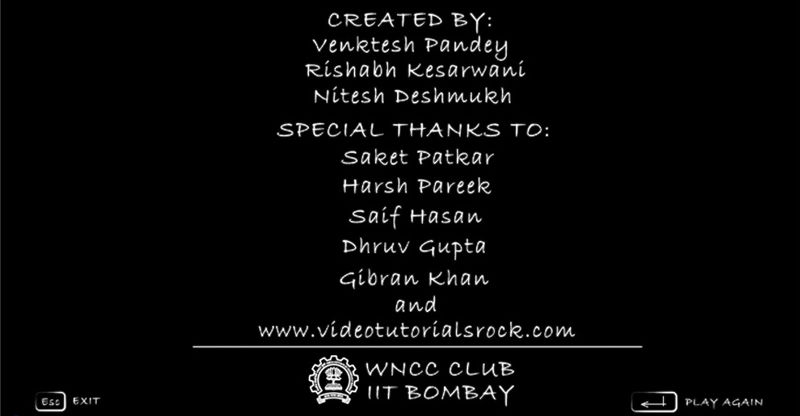 CREATED BY:
Venktesh Pandey
Rishabh Kesarwani
Nitesh Deshmukh
SPECIAL THANKS TO:
Saket Patkar
Harsh Pareek
Saif Hasan
Dhruv Gupta
Gibran Khan
and
www.videotutorialsrock.com
WNCC CLUB
IIT BOMBAY
Esc EXIT
PLAY AGAIN